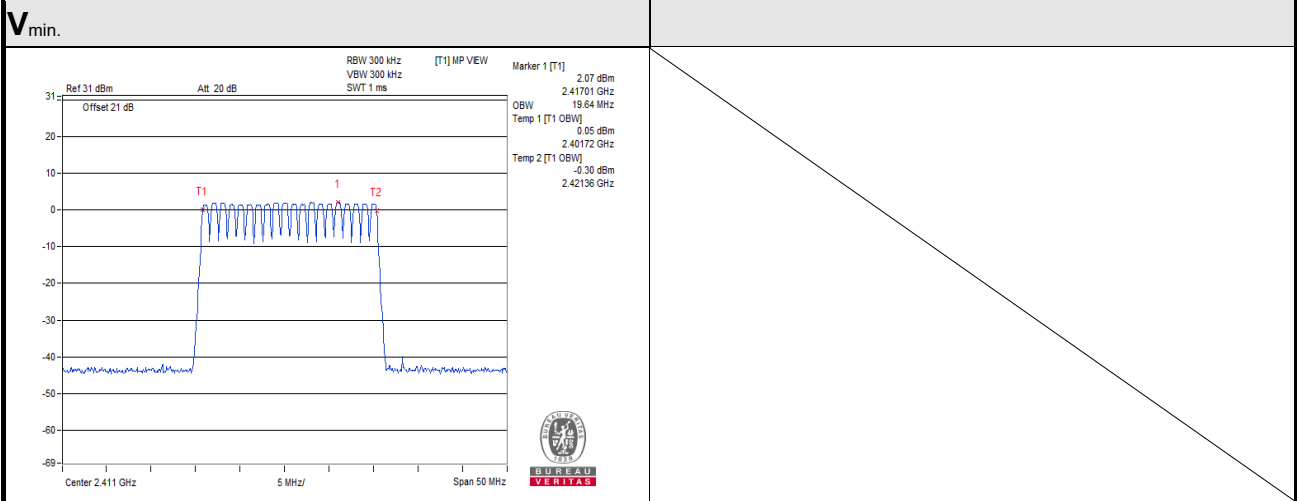 Vmin.
RBW 300 kHz [T1] MP VIEW
VBW 300 kHz
Ref 31 dBm Att 20 dB SWT 1 ms
Marker 1 [T1]
2.07 dBm
2.41701 GHz
OBW 19.64 MHz
Temp 1 [T1 OBW]
0.05 dBm
2.40172 GHz
Temp 2 [T1 OBW]
-0.30 dBm
2.42136 GHz
31
Offset 21 dB
20
10
T1 1 T2
0
-10
-20
-30
-40
-50
-60
-69
Center 2.411 GHz 5 MHz/ Span 50 MHz
BUREAU VERITAS
1828
BUREAU
VERITAS